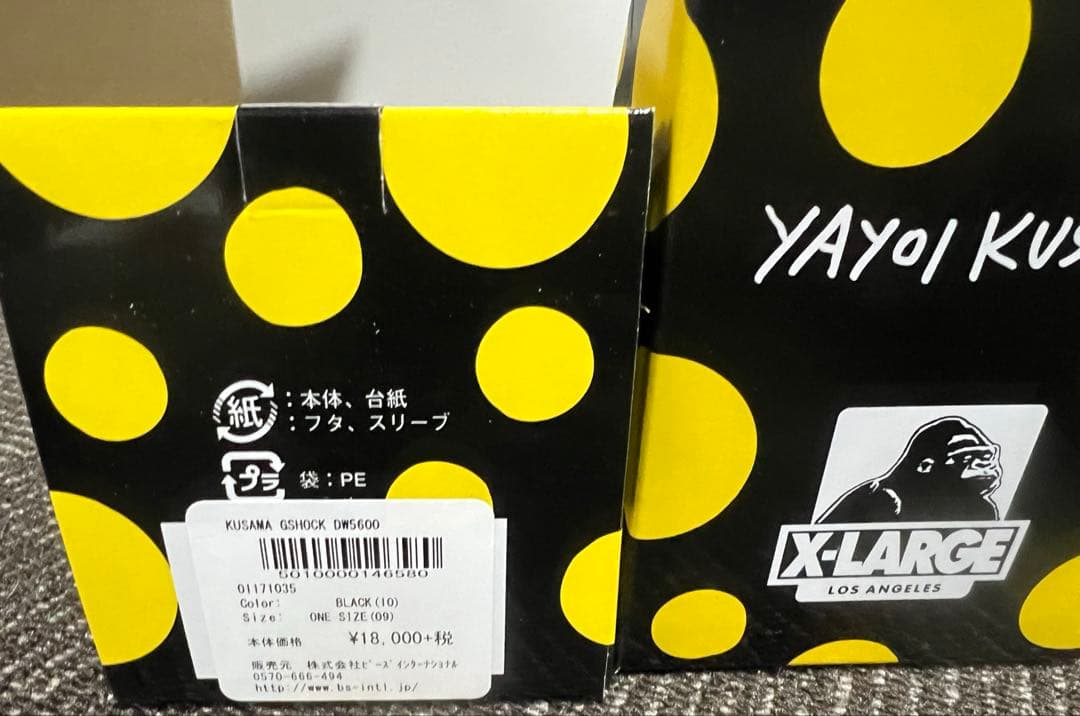 紙：本体、台紙
：フタ、スリーブ
プラ 袋：PE
KUSAMA GSHOCK DW5600
5010000146580
01171035
Color: BLACK(10)
Size: ONE SIZE(09)
本体価格 ¥18,000+税
販売元 株式会社ビーズインターナショナル
0570-666-494
http://www.bs-intl.jp/
YAYOI KUS
X-LARGE
LOS ANGELES